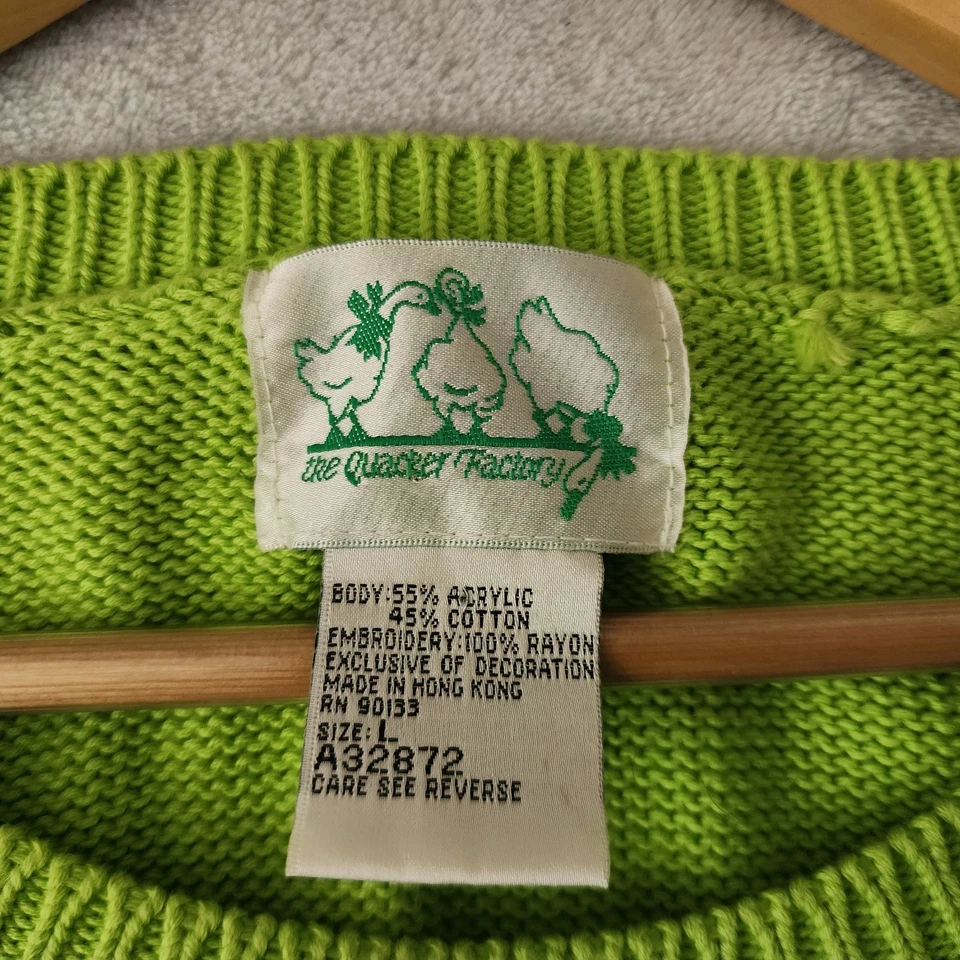 the Quacker Factory
BODY:55% ACRYLIC
45% COTTON
EMBROIDERY:100% RAYON
EXCLUSIVE OF DECORATION
MADE IN HONG KONG
RN 90133
SIZE: L
A32872
CARE SEE REVERSE